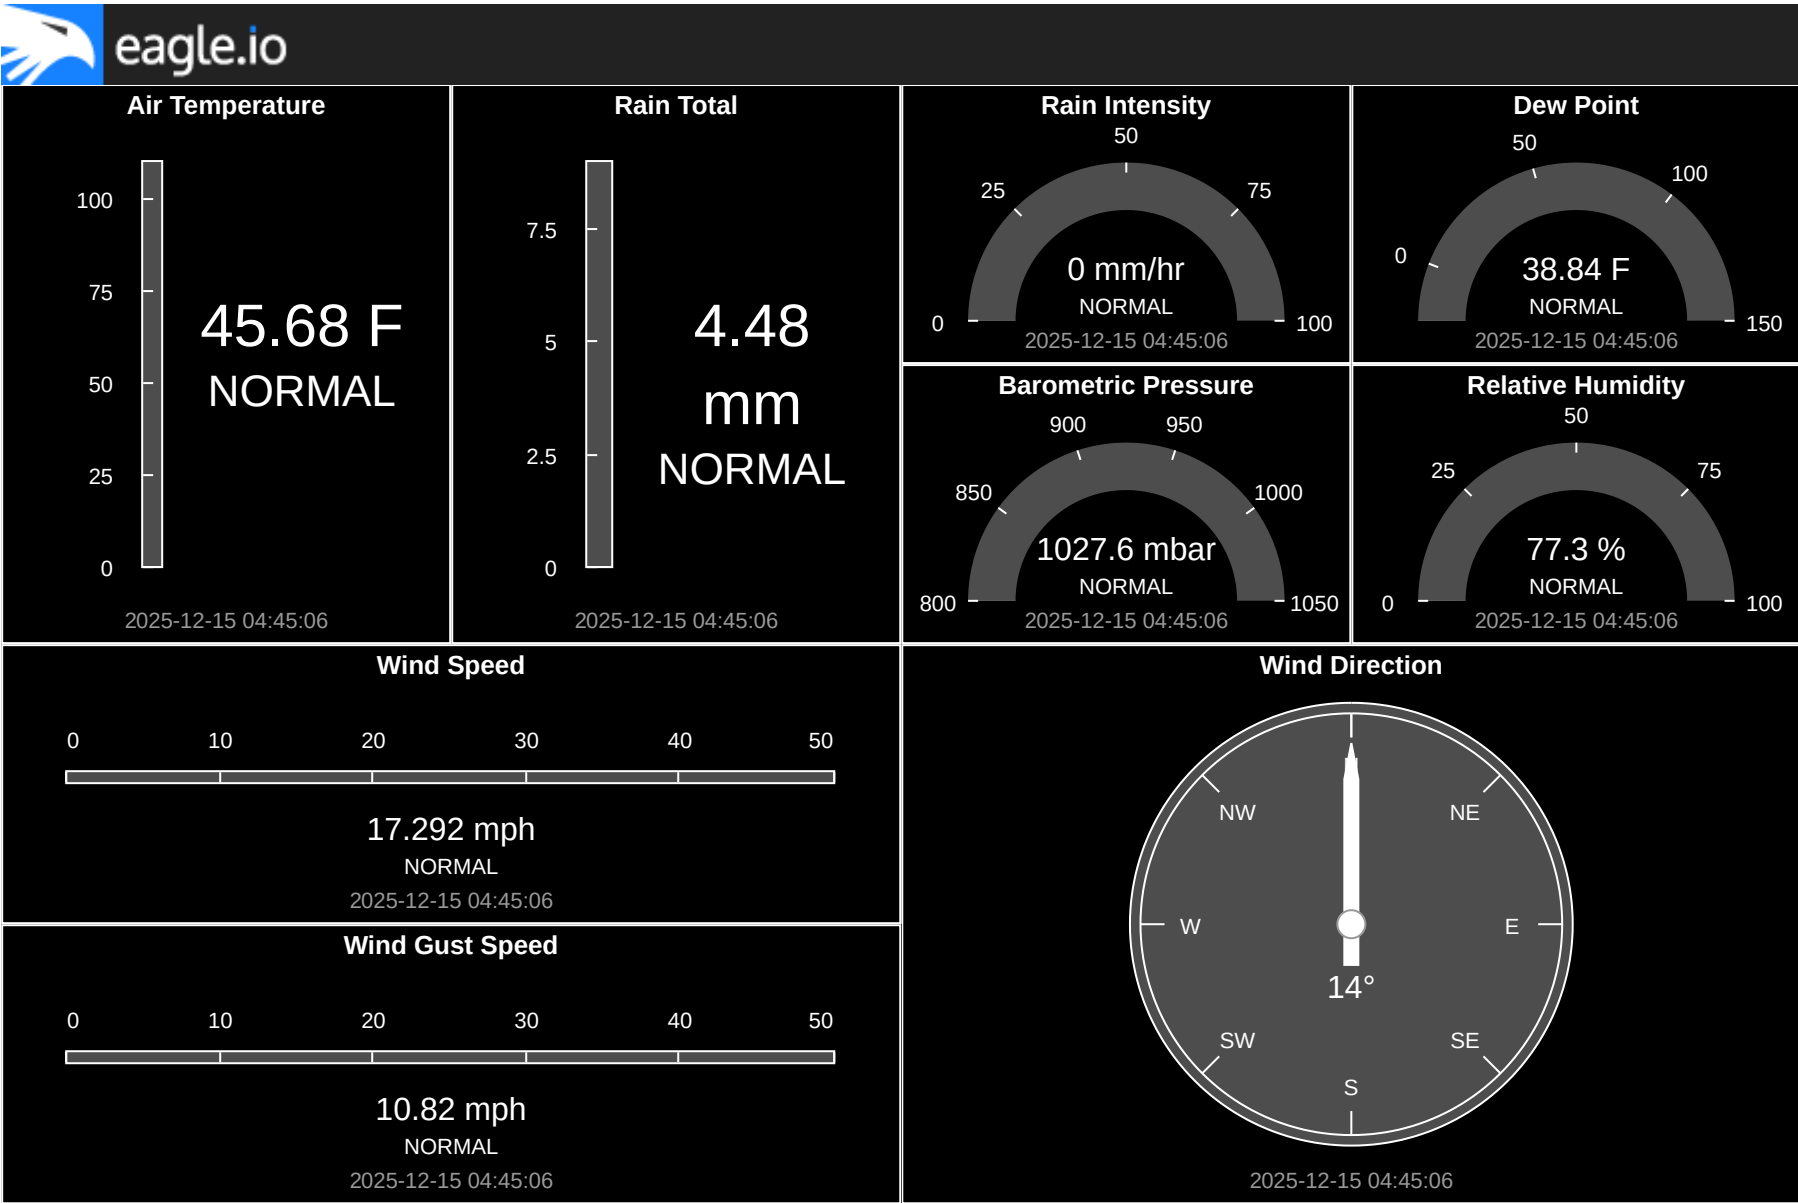 eagle.io
Air Temperature
100
75
50
25
0
45.68 F
NORMAL
2025-12-15 04:45:06
Rain Total
7.5
5
2.5
0
4.48
mm
NORMAL
2025-12-15 04:45:06
Rain Intensity
0
25
50
75
100
0 mm/hr
NORMAL
2025-12-15 04:45:06
Dew Point
0
50
100
150
38.84 F
NORMAL
2025-12-15 04:45:06
Barometric Pressure
800
850
900
950
1000
1050
1027.6 mbar
NORMAL
2025-12-15 04:45:06
Relative Humidity
0
25
50
75
100
77.3 %
NORMAL
2025-12-15 04:45:06
Wind Speed
0 10 20 30 40 50
17.292 mph
NORMAL
2025-12-15 04:45:06
Wind Gust Speed
0 10 20 30 40 50
10.82 mph
NORMAL
2025-12-15 04:45:06
Wind Direction
NW NE
W E
14°
SW SE
S
2025-12-15 04:45:06